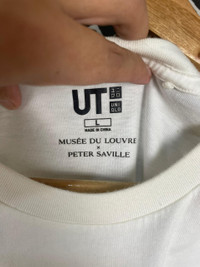 UT
UNI
QLO
L
MADE IN CHINA
MUSÉE DU LOUVRE
×
PETER SAVILLE